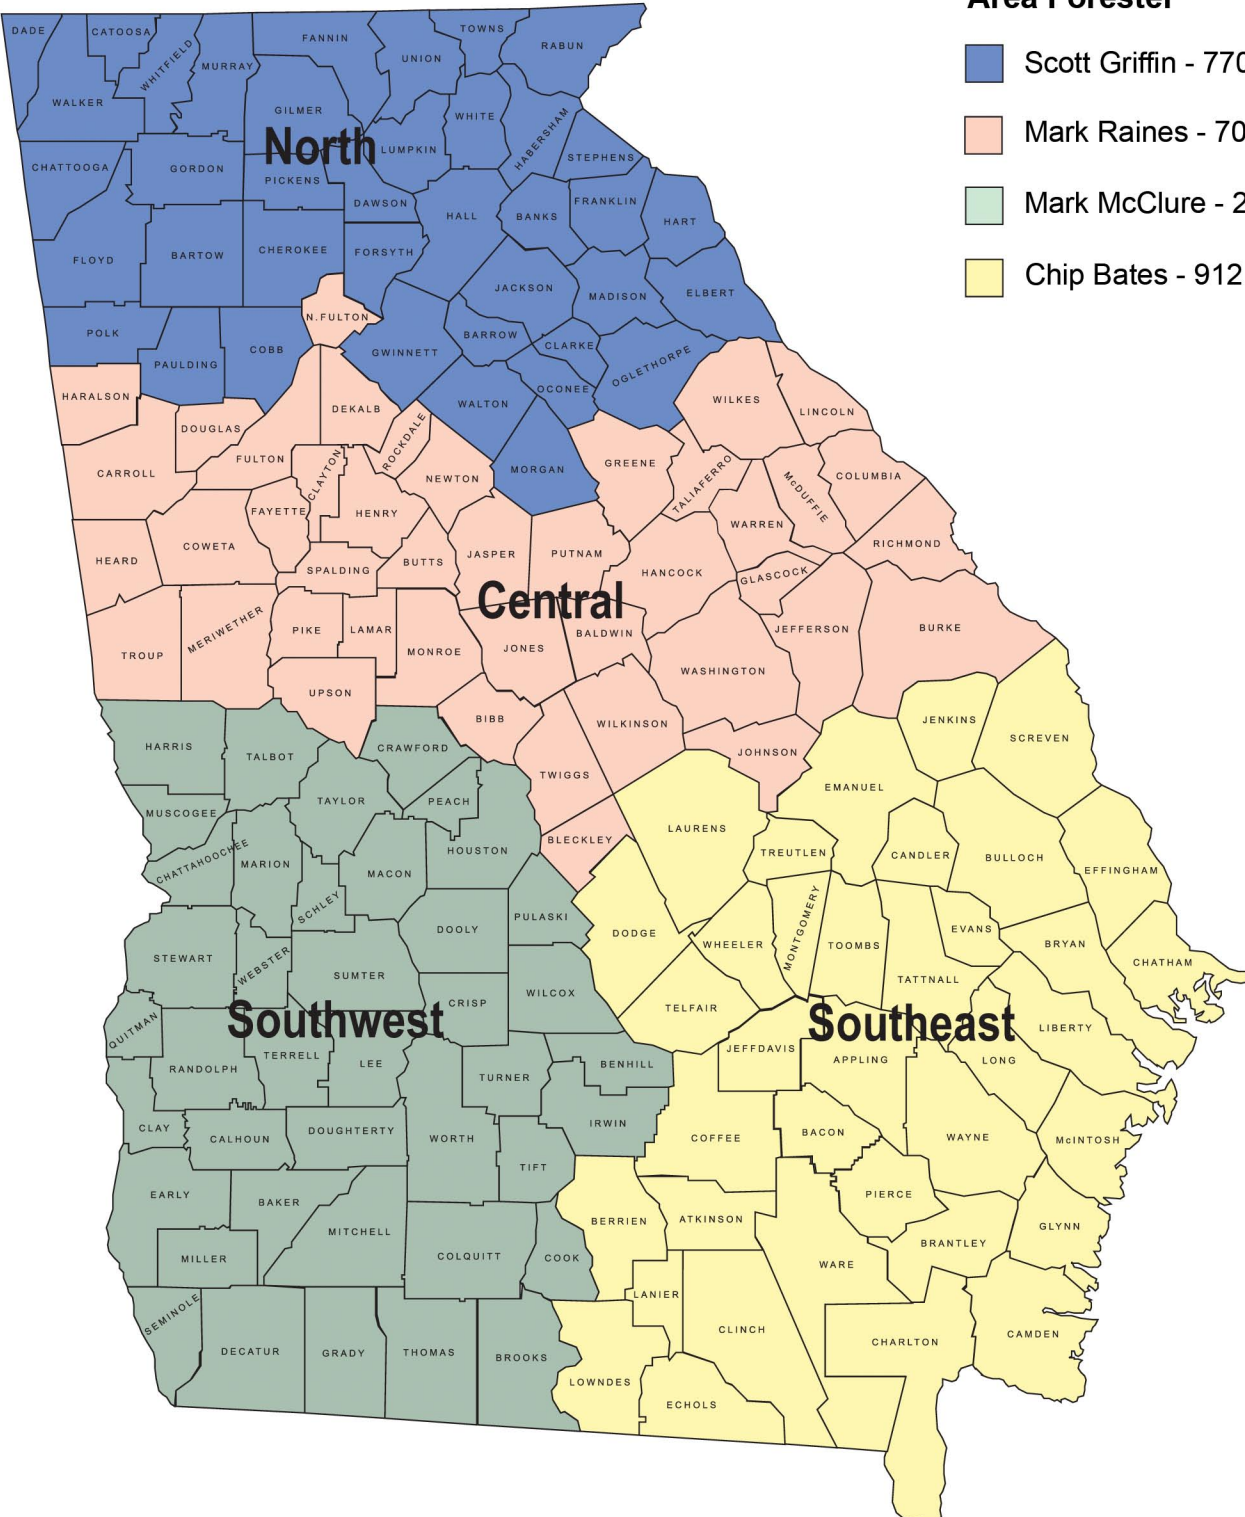 Area Forester
Scott Griffin - 770
Mark Raines - 70
Mark McClure - 2
Chip Bates - 912
DADE
CATOOSA
WHITFIELD
MURRAY
FANNIN
UNION
TOWNS
RABUN
WALKER
GILMER
WHITE
HABERSHAM
North
LUMPKIN
STEPHENS
CHATTOOGA
GORDON
PICKENS
DAWSON
HALL
BANKS
FRANKLIN
HART
FLOYD
BARTOW
CHEROKEE
FORSYTH
JACKSON
MADISON
ELBERT
N.FULTON
POLK
PAULDING
COBB
GWINNETT
BARROW
CLARKE
OGLETHORPE
HARALSON
DOUGLAS
DEKALB
ROCKDALE
WALTON
OCONEE
WILKES
LINCOLN
CARROLL
FULTON
CLAYTON
NEWTON
MORGAN
GREENE
TALIAFERRO
McDUFFIE
COLUMBIA
FAYETTE
HENRY
WARREN
RICHMOND
HEARD
COWETA
SPALDING
BUTTS
JASPER
PUTNAM
HANCOCK
GLASCOCK
Central
TROUP
MERIWETHER
PIKE
LAMAR
MONROE
JONES
BALDWIN
WASHINGTON
JEFFERSON
BURKE
UPSON
BIBB
WILKINSON
JOHNSON
JENKINS
SCREVEN
HARRIS
TALBOT
CRAWFORD
TWIGGS
EMANUEL
MUSCOGEE
TAYLOR
PEACH
BLECKLEY
LAURENS
TREUTLEN
CANDLER
BULLOCH
EFFINGHAM
CHATTAHOOCHEE
MARION
SCHLEY
MACON
HOUSTON
PULASKI
DOOLY
DODGE
WHEELER
MONTGOMERY
TOOMBS
EVANS
BRYAN
CHATHAM
STEWART
WEBSTER
SUMTER
CRISP
WILCOX
TELFAIR
TATTNALL
QUITMAN
Southwest
Southeast
LIBERTY
RANDOLPH
TERRELL
LEE
TURNER
BENHILL
JEFFDAVIS
APPLING
LONG
CLAY
CALHOUN
DOUGHERTY
WORTH
IRWIN
COFFEE
BACON
WAYNE
McINTOSH
TIFT
EARLY
BAKER
MITCHELL
BERRIEN
ATKINSON
PIERCE
GLYNN
MILLER
COLQUITT
COOK
WARE
BRANTLEY
SEMINOLE
LANIER
CLINCH
CHARLTON
CAMDEN
DECATUR
GRADY
THOMAS
BROOKS
LOWNDES
ECHOLS